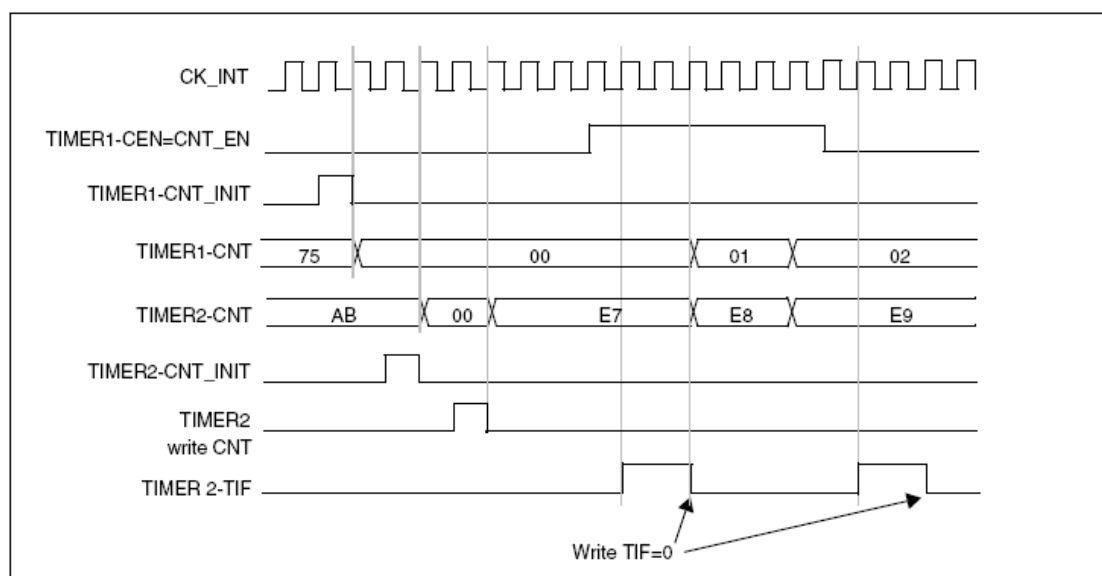 CK_INT
TIMER1-CEN=CNT_EN
TIMER1-CNT_INIT
TIMER1-CNT
75 00 01 02
TIMER2-CNT
AB 00 E7 E8 E9
TIMER2-CNT_INIT
TIMER2
write CNT
TIMER 2-TIF
Write TIF=0